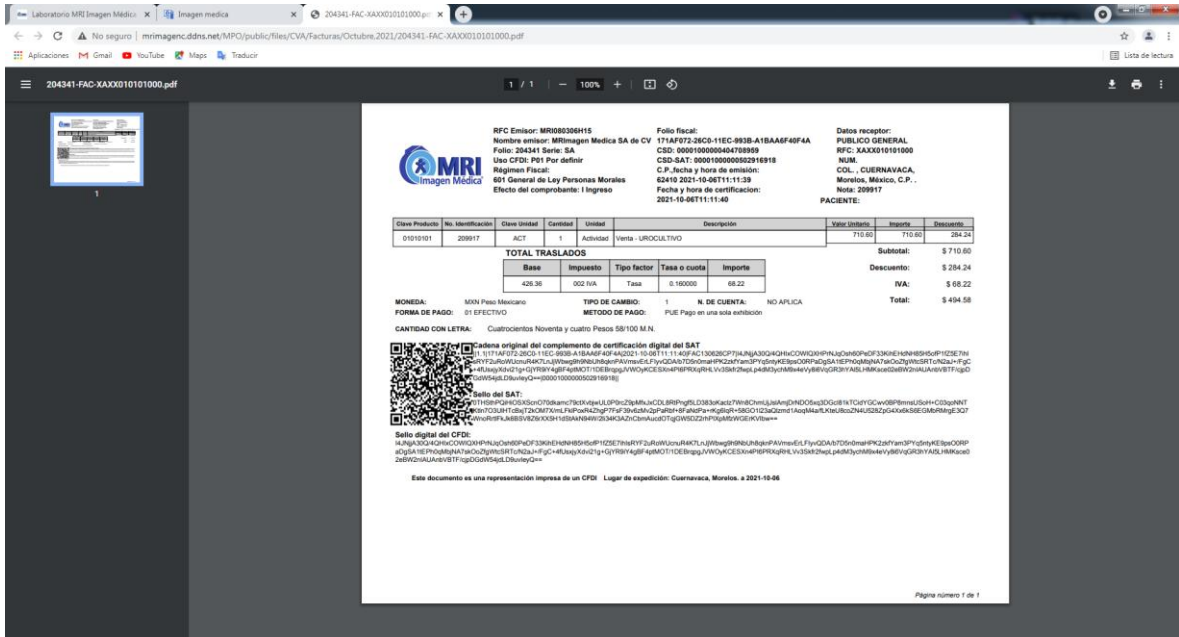 Laboratorio MRI Imagen Médica
Imagen medica
204341-FAC-XAXX010101000.pd
No seguro | mrimagenc.ddns.net/MPO/public/files/CVA/Facturas/Octubre,2021/204341-FAC-XAXX010101000.pdf
Aplicaciones Gmail YouTube Maps Traducir Lista de lectura
204341-FAC-XAXX010101000.pdf 1 / 1 100%
1
MRI
Imagen Médica
RFC Emisor: MRI080306H15
Nombre emisor: MRImagen Medica SA de CV
Folio: 204341 Serie: SA
Uso CFDI: P01 Por definir
Régimen Fiscal:
601 General de Ley Personas Morales
Efecto del comprobante: I Ingreso
Folio fiscal:
171AF072-26C0-11EC-993B-A1BAA6F40F4A
CSD: 00001000000404708959
CSD-SAT: 00001000000502916918
C.P.,fecha y hora de emisión:
62410 2021-10-06T11:11:39
Fecha y hora de certificacion:
2021-10-06T11:11:40
Datos receptor:
PUBLICO GENERAL
RFC: XAXX010101000
NUM.
COL. , CUERNAVACA,
Morelos, México, C.P. .
Nota: 209917
PACIENTE:
Clave Producto No. Identificación Clave Unidad Cantidad Unidad Descripción Valor Unitario Importe Descuento
01010101 209917 ACT 1 Actividad Venta - UROCULTIVO 710.60 710.60 284.24
TOTAL TRASLADOS
Base Impuesto Tipo factor Tasa o cuota Importe
426.36 002 IVA Tasa 0.160000 68.22
Subtotal: $ 710.60
Descuento: $ 284.24
IVA: $ 68.22
Total: $ 494.58
MONEDA: MXN Peso Mexicano TIPO DE CAMBIO: 1 N. DE CUENTA: NO APLICA
FORMA DE PAGO: 01 EFECTIVO METODO DE PAGO: PUE Pago en una sola exhibición
CANTIDAD CON LETRA: Cuatrocientos Noventa y cuatro Pesos 58/100 M.N.
Cadena original del complemento de certificación digital del SAT
Sello del SAT:
Sello digital del CFDI:
Este documento es una representación impresa de un CFDI Lugar de expedición: Cuernavaca, Morelos. a 2021-10-06
Página número 1 de 1